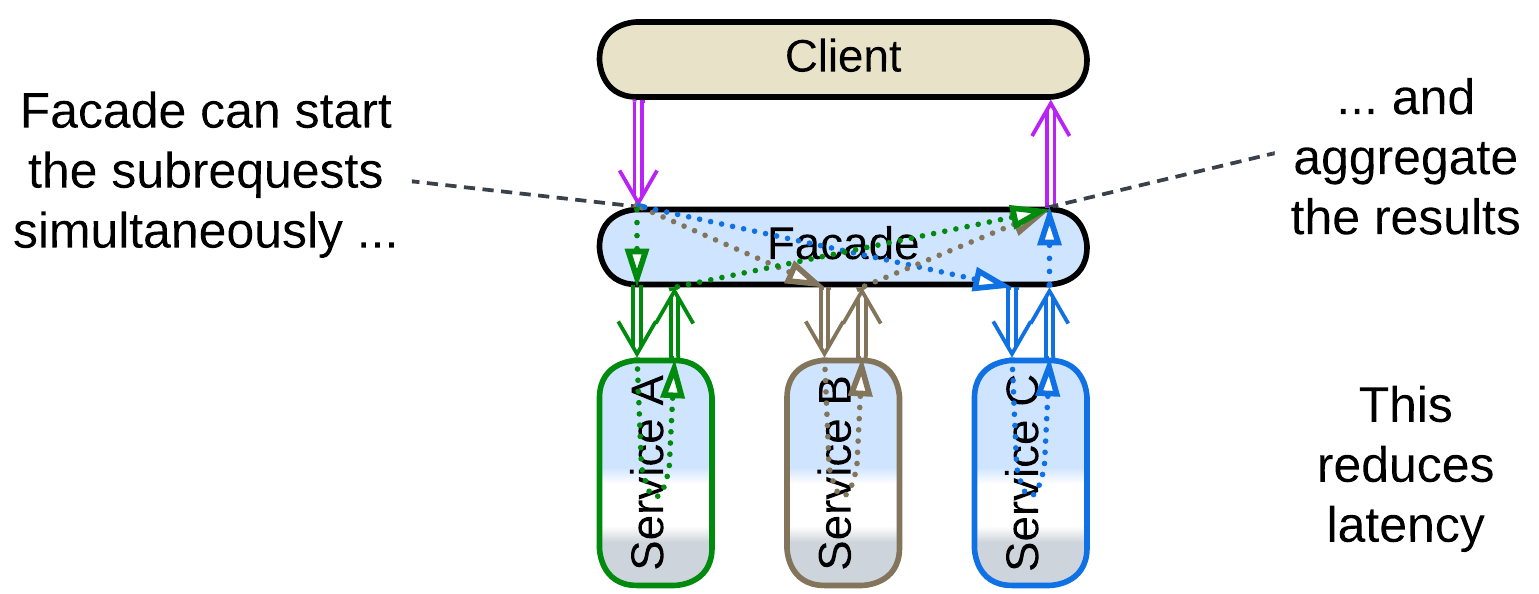 Client
Facade can start
the subrequests
simultaneously ...
... and
aggregate
the results
Facade
Service A
Service B
Service C
This
reduces
latency